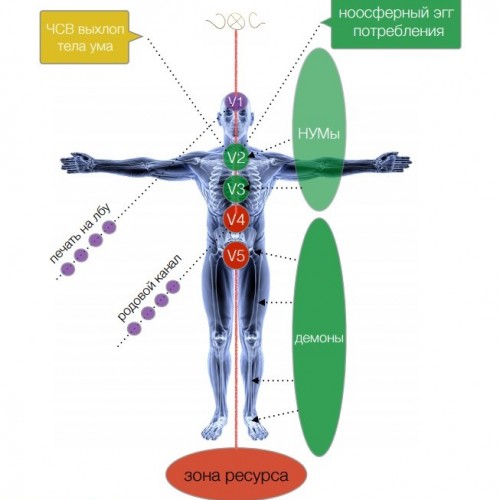 ЧСВ выхлоп
тела ума
ноосферный эгг
потребления
V1
НУМы
V2
V3
V4
V5
печать на лбу
родовой канал
демоны
зона ресурса